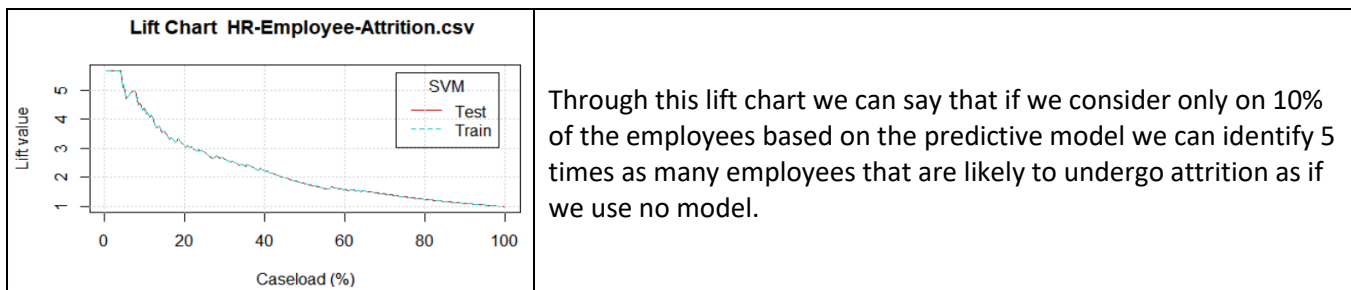 Lift Chart HR-Employee-Attrition.csv
Lift value
5
4
3
2
1
SVM
Test
Train
0 20 40 60 80 100
Caseload (%)
Through this lift chart we can say that if we consider only on 10%
of the employees based on the predictive model we can identify 5
times as many employees that are likely to undergo attrition as if
we use no model.